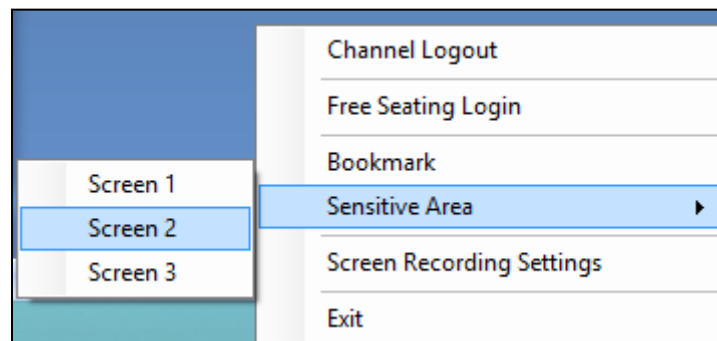 Channel Logout
Free Seating Login
Bookmark
Sensitive Area
Screen Recording Settings
Exit
Screen 1
Screen 2
Screen 3